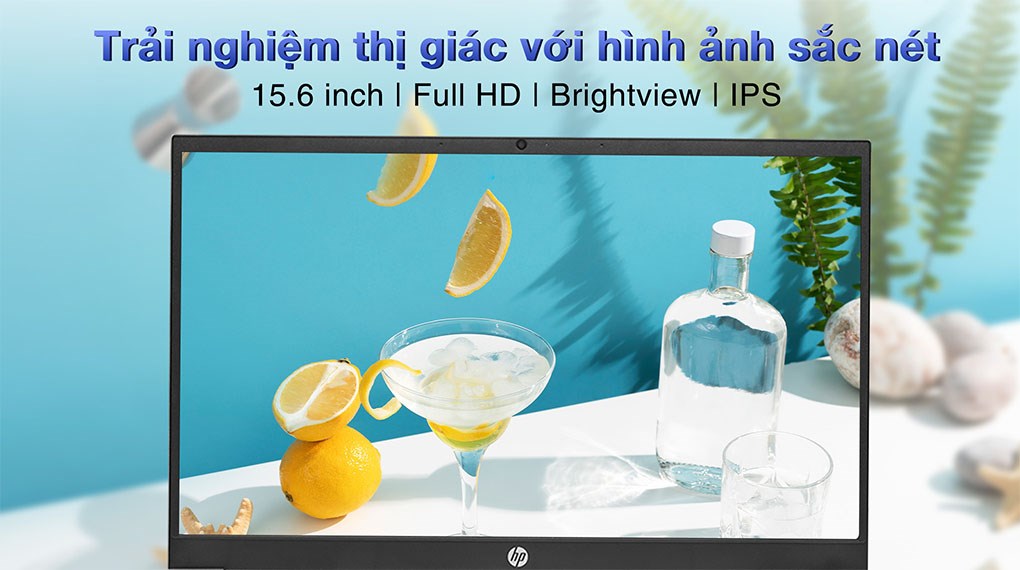 Trải nghiệm thị giác với hình ảnh sắc nét
15.6 inch | Full HD | Brightview | IPS
hp